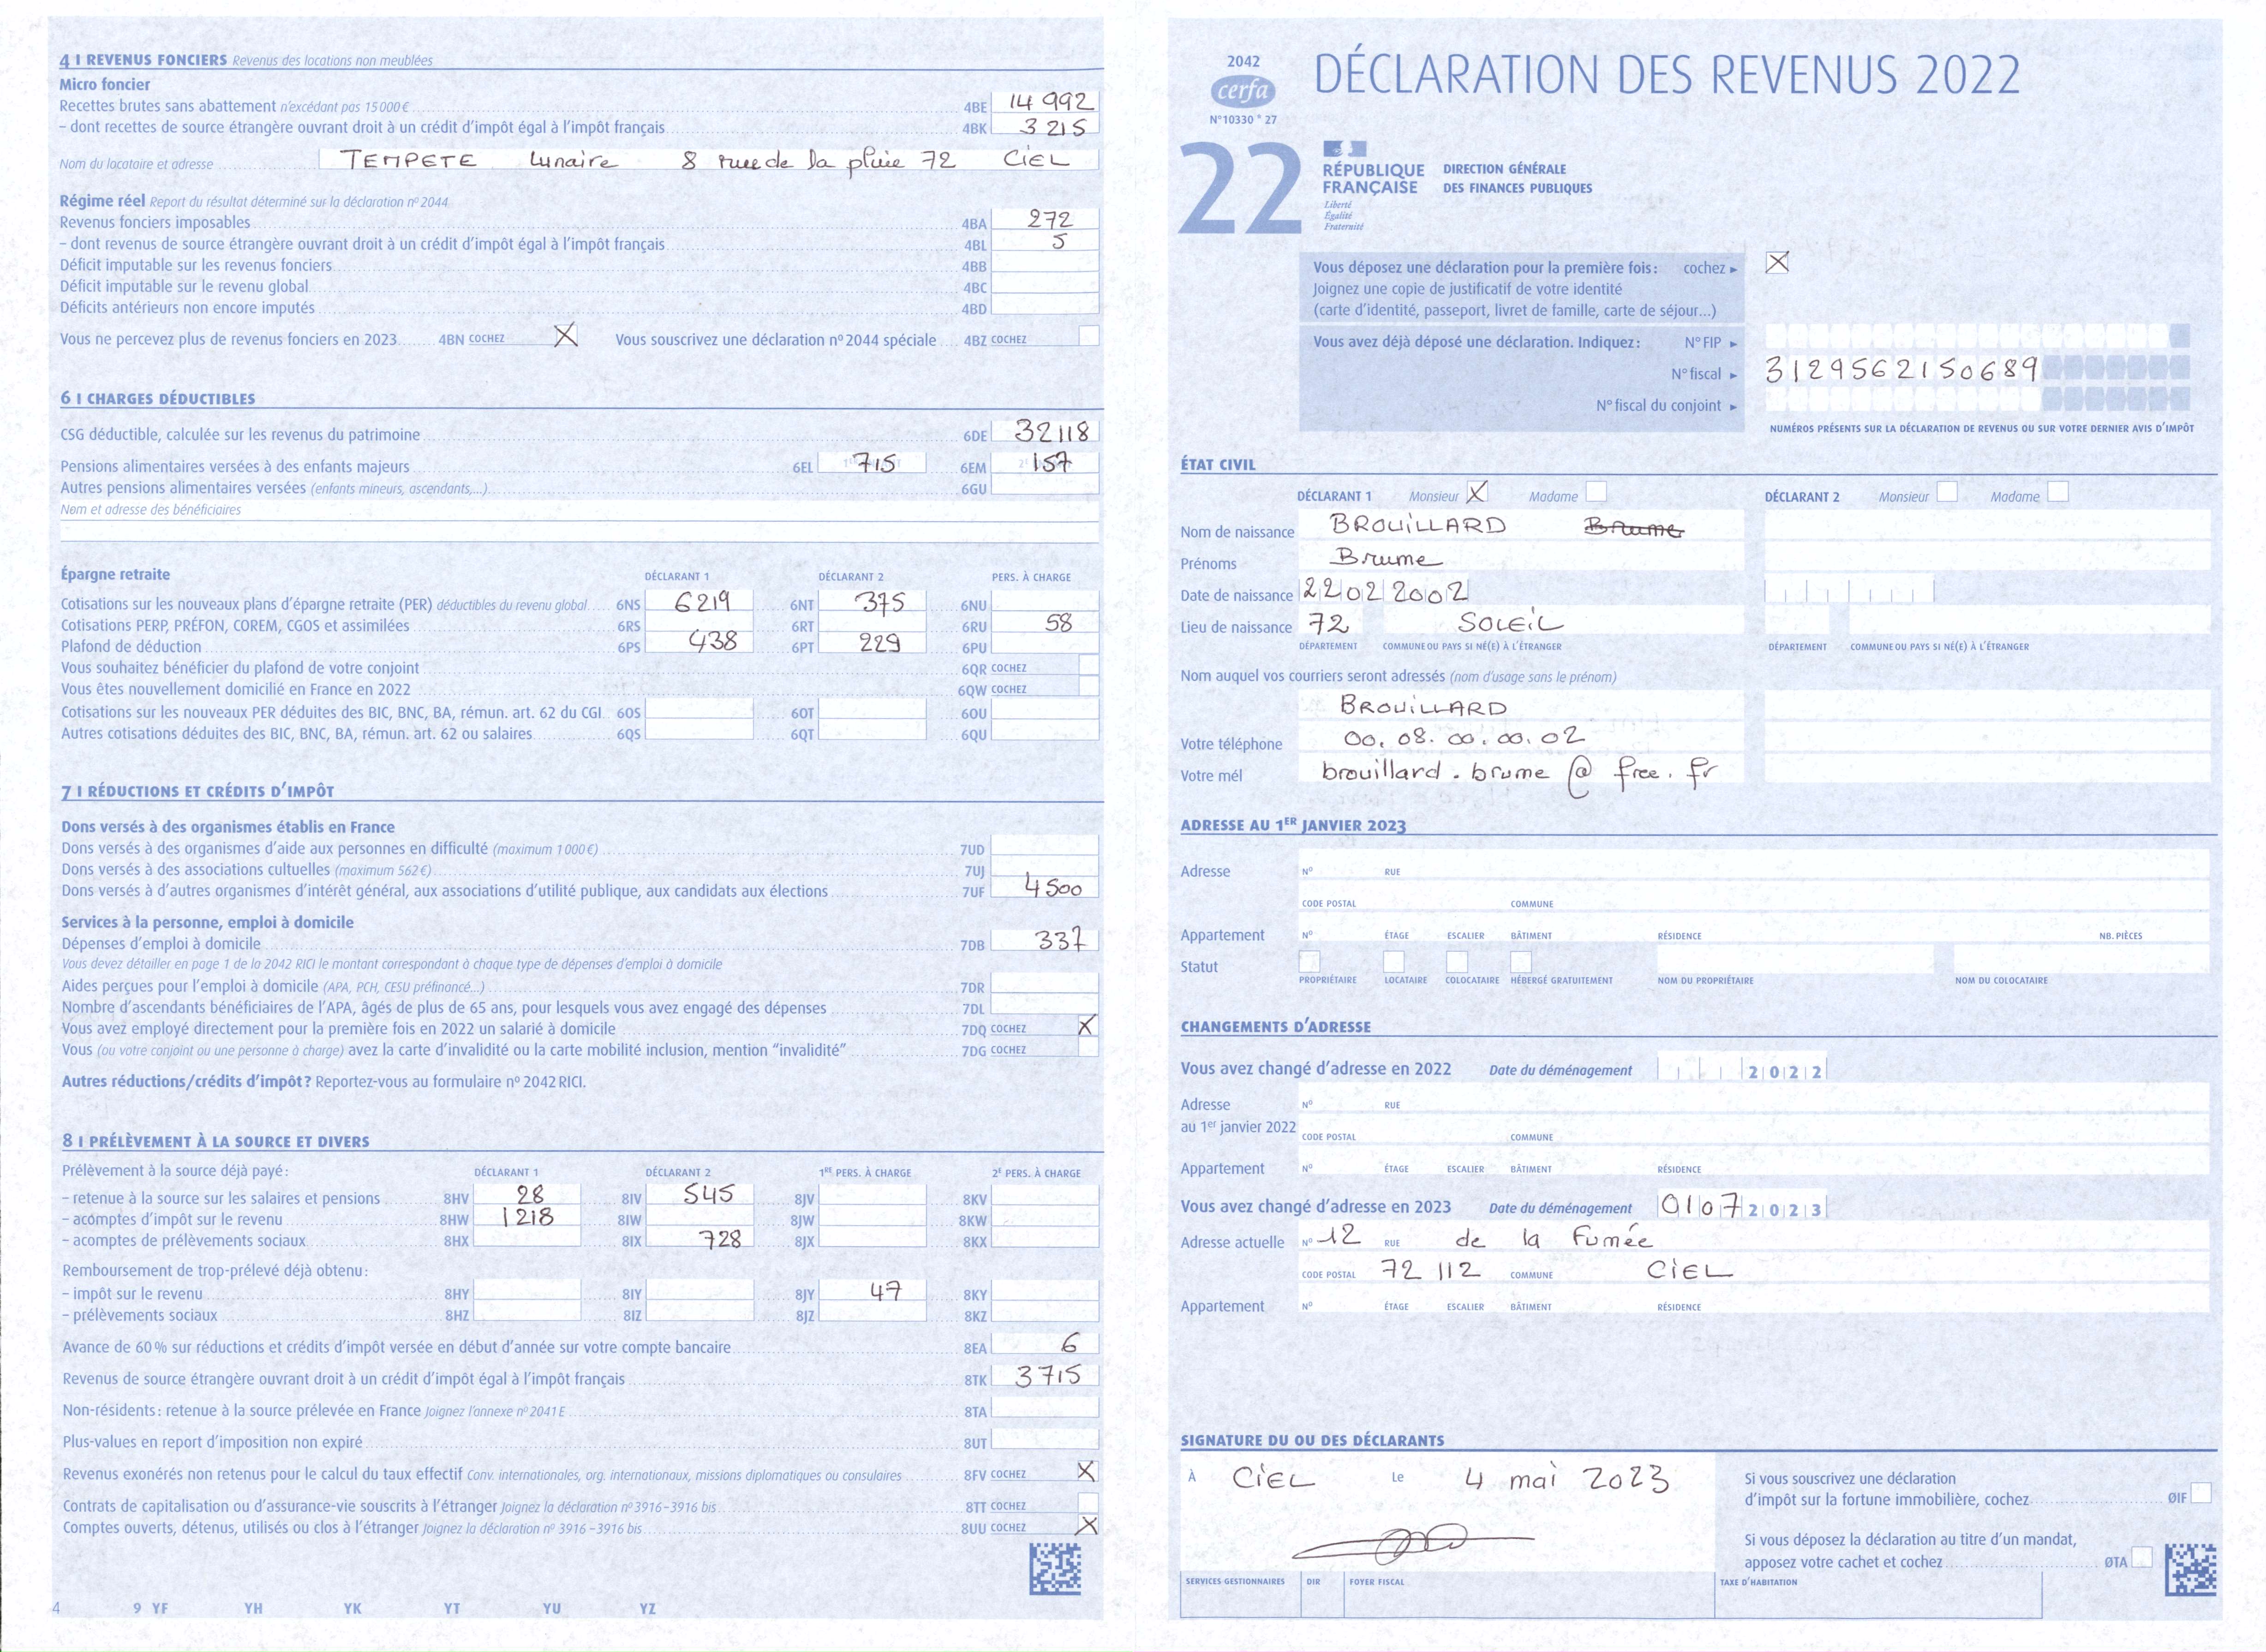 4 I REVENUS FONCIERS Revenus des locations non meublées
Micro foncier
Recettes brutes sans abattement n'excédant pas 15 000 € 4BE 14 992
– dont recettes de source étrangère ouvrant droit à un crédit d'impôt égal à l'impôt français 4BK 3 215
Nom du locataire et adresse TEMPETE Lunaire 8 rue de la pluie 72 CIEL
Régime réel Report du résultat déterminé sur la déclaration n° 2044
Revenus fonciers imposables 4BA 272
– dont revenus de source étrangère ouvrant droit à un crédit d'impôt égal à l'impôt français 4BL 5
Déficit imputable sur les revenus fonciers 4BB
Déficit imputable sur le revenu global 4BC
Déficits antérieurs non encore imputés 4BD
Vous ne percevez plus de revenus fonciers en 2023 4BN COCHEZ X Vous souscrivez une déclaration n° 2044 spéciale 4BZ COCHEZ
6 I CHARGES DÉDUCTIBLES
CSG déductible, calculée sur les revenus du patrimoine 6DE 32118
Pensions alimentaires versées à des enfants majeurs 6EL 715 6EM 157
Autres pensions alimentaires versées (enfants mineurs, ascendants,...) 6GU
Nom et adresse des bénéficiaires
Épargne retraite DÉCLARANT 1 DÉCLARANT 2 PERS. À CHARGE
Cotisations sur les nouveaux plans d'épargne retraite (PER) déductibles du revenu global 6NS 6219 6NT 375 6NU
Cotisations PERP, PRÉFON, COREM, CGOS et assimilées 6RS 6RT 6RU 58
Plafond de déduction 6PS 438 6PT 229 6PU
Vous souhaitez bénéficier du plafond de votre conjoint 6QR COCHEZ
Vous êtes nouvellement domicilié en France en 2022 6QW COCHEZ
Cotisations sur les nouveaux PER déduites des BIC, BNC, BA, rémun. art. 62 du CGI 6OS 6OT 6OU
Autres cotisations déduites des BIC, BNC, BA, rémun. art. 62 ou salaires 6QS 6QT 6QU
7 I RÉDUCTIONS ET CRÉDITS D'IMPÔT
Dons versés à des organismes établis en France
Dons versés à des organismes d'aide aux personnes en difficulté (maximum 1 000 €) 7UD
Dons versés à des associations cultuelles (maximum 562 €) 7UJ
Dons versés à d'autres organismes d'intérêt général, aux associations d'utilité publique, aux candidats aux élections 7UF 4500
Services à la personne, emploi à domicile
Dépenses d'emploi à domicile 7DB 337
Vous devez détailler en page 1 de la 2042 RICI le montant correspondant à chaque type de dépenses d'emploi à domicile
Aides perçues pour l'emploi à domicile (APA, PCH, CESU préfinancé...) 7DR
Nombre d'ascendants bénéficiaires de l'APA, âgés de plus de 65 ans, pour lesquels vous avez engagé des dépenses 7DL
Vous avez employé directement pour la première fois en 2022 un salarié à domicile 7DQ COCHEZ X
Vous (ou votre conjoint ou une personne à charge) avez la carte d'invalidité ou la carte mobilité inclusion, mention “invalidité” 7DG COCHEZ
Autres réductions/crédits d'impôt ? Reportez-vous au formulaire n° 2042 RICI.
8 I PRÉLÈVEMENT À LA SOURCE ET DIVERS
Prélèvement à la source déjà payé : DÉCLARANT 1 DÉCLARANT 2 1RE PERS. À CHARGE 2E PERS. À CHARGE
– retenue à la source sur les salaires et pensions 8HV 28 8IV 545 8JV 8KV
– acomptes d'impôt sur le revenu 8HW 1218 8IW 8JW 8KW
– acomptes de prélèvements sociaux 8HX 8IX 728 8JX 8KX
Remboursement de trop-prélevé déjà obtenu :
– impôt sur le revenu 8HY 8IY 8JY 47 8KY
– prélèvements sociaux 8HZ 8IZ 8JZ 8KZ
Avance de 60 % sur réductions et crédits d'impôt versée en début d'année sur votre compte bancaire 8EA 6
Revenus de source étrangère ouvrant droit à un crédit d'impôt égal à l'impôt français 8TK 3715
Non-résidents : retenue à la source prélevée en France Joignez l'annexe n° 2041 E 8TA
Plus-values en report d'imposition non expiré 8UT
Revenus exonérés non retenus pour le calcul du taux effectif Conv. internationales, org. internationaux, missions diplomatiques ou consulaires 8FV COCHEZ X
Contrats de capitalisation ou d'assurance-vie souscrits à l'étranger Joignez la déclaration n° 3916-3916 bis 8TT COCHEZ
Comptes ouverts, détenus, utilisés ou clos à l'étranger Joignez la déclaration n° 3916 -3916 bis 8UU COCHEZ X
4 9 YF YH YK YT YU YZ
2042
cerfa
N° 10330 * 27
DÉCLARATION DES REVENUS 2022
22
RÉPUBLIQUE FRANÇAISE
Liberté
Égalité
Fraternité
DIRECTION GÉNÉRALE
DES FINANCES PUBLIQUES
Vous déposez une déclaration pour la première fois : cochez ► X
Joignez une copie de justificatif de votre identité
(carte d'identité, passeport, livret de famille, carte de séjour...)
Vous avez déjà déposé une déclaration. Indiquez : N° FIP ►
N° fiscal ► 3129562150689
N° fiscal du conjoint ►
NUMÉROS PRÉSENTS SUR LA DÉCLARATION DE REVENUS OU SUR VOTRE DERNIER AVIS D'IMPÔT
ÉTAT CIVIL
DÉCLARANT 1 Monsieur X Madame DÉCLARANT 2 Monsieur Madame
Nom de naissance BROUILLARD Brume
Prénoms Brume
Date de naissance 22 02 2002
Lieu de naissance 72 SOLEIL
DÉPARTEMENT COMMUNE OU PAYS SI NÉ(E) À L'ÉTRANGER DÉPARTEMENT COMMUNE OU PAYS SI NÉ(E) À L'ÉTRANGER
Nom auquel vos courriers seront adressés (nom d'usage sans le prénom)
BROUILLARD
Votre téléphone 00. 08. 00. 00. 02
Votre mél brouillard . brume @ free . fr
ADRESSE AU 1ER JANVIER 2023
Adresse N° RUE
CODE POSTAL COMMUNE
Appartement N° ÉTAGE ESCALIER BÂTIMENT RÉSIDENCE NB. PIÈCES
Statut
PROPRIÉTAIRE LOCATAIRE COLOCATAIRE HÉBERGÉ GRATUITEMENT NOM DU PROPRIÉTAIRE NOM DU COLOCATAIRE
CHANGEMENTS D'ADRESSE
Vous avez changé d'adresse en 2022 Date du déménagement 2022
Adresse N° RUE
au 1er janvier 2022 CODE POSTAL COMMUNE
Appartement N° ÉTAGE ESCALIER BÂTIMENT RÉSIDENCE
Vous avez changé d'adresse en 2023 Date du déménagement 01 07 2023
Adresse actuelle N° 12 RUE de la Fumée
CODE POSTAL 72 112 COMMUNE CIEL
Appartement N° ÉTAGE ESCALIER BÂTIMENT RÉSIDENCE
SIGNATURE DU OU DES DÉCLARANTS
À CIEL Le 4 mai 2023
Si vous souscrivez une déclaration
d'impôt sur la fortune immobilière, cochez ØIF
Si vous déposez la déclaration au titre d'un mandat,
apposez votre cachet et cochez ØTA
SERVICES GESTIONNAIRES DIR FOYER FISCAL TAXE D'HABITATION